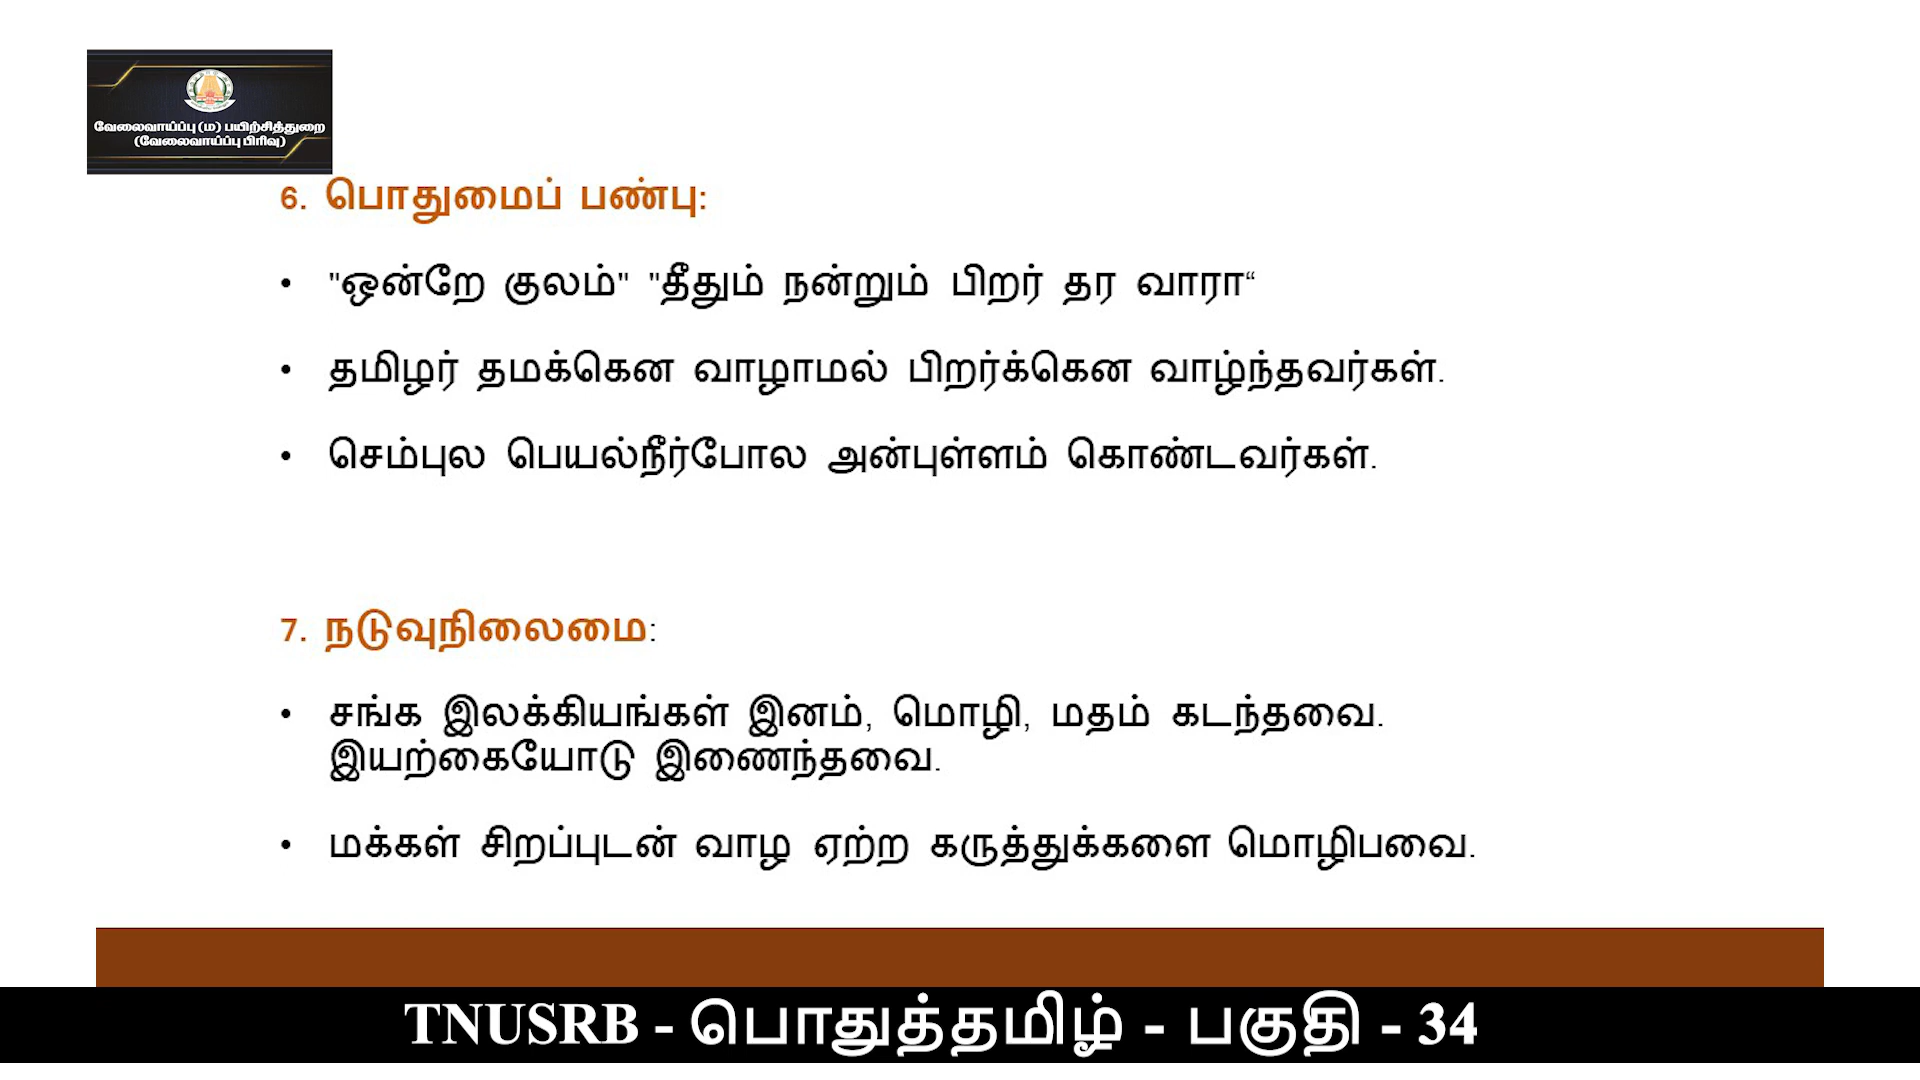 வேலைவாய்ப்பு (ம) பயிற்சித்துறை
(வேலைவாய்ப்பு பிரிவு)
6. பொதுமைப் பண்பு:
• "ஒன்றே குலம்" "தீதும் நன்றும் பிறர் தர வாரா“
• தமிழர் தமக்கென வாழாமல் பிறர்க்கென வாழ்ந்தவர்கள்.
• செம்புல பெயல்நீர்போல அன்புள்ளம் கொண்டவர்கள்.
7. நடுவுநிலைமை:
• சங்க இலக்கியங்கள் இனம், மொழி, மதம் கடந்தவை.
இயற்கையோடு இணைந்தவை.
• மக்கள் சிறப்புடன் வாழ ஏற்ற கருத்துக்களை மொழிபவை.
TNUSRB - பொதுத்தமிழ் - பகுதி - 34